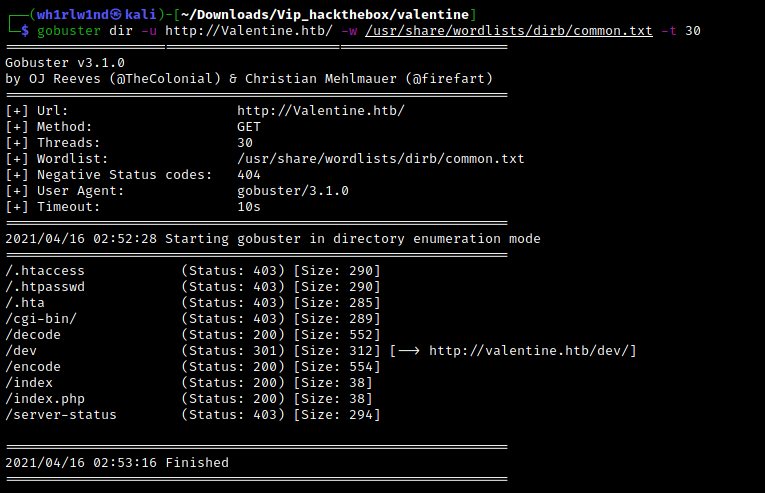 ┌──(wh1rlw1nd㉿kali)-[~/Downloads/Vip_hackthebox/valentine]
└─$ gobuster dir -u http://Valentine.htb/ -w /usr/share/wordlists/dirb/common.txt -t 30
===============================================================
Gobuster v3.1.0
by OJ Reeves (@TheColonial) & Christian Mehlmauer (@firefart)
===============================================================
[+] Url:                     http://Valentine.htb/
[+] Method:                  GET
[+] Threads:                 30
[+] Wordlist:                /usr/share/wordlists/dirb/common.txt
[+] Negative Status codes:   404
[+] User Agent:              gobuster/3.1.0
[+] Timeout:                 10s
===============================================================
2021/04/16 02:52:28 Starting gobuster in directory enumeration mode
===============================================================
/.htaccess            (Status: 403) [Size: 290]
/.htpasswd            (Status: 403) [Size: 290]
/.hta                 (Status: 403) [Size: 285]
/cgi-bin/             (Status: 403) [Size: 289]
/decode               (Status: 200) [Size: 552]
/dev                  (Status: 301) [Size: 312] [--> http://valentine.htb/dev/]
/encode               (Status: 200) [Size: 554]
/index                (Status: 200) [Size: 38]
/index.php            (Status: 200) [Size: 38]
/server-status        (Status: 403) [Size: 294]
===============================================================
2021/04/16 02:53:16 Finished
===============================================================